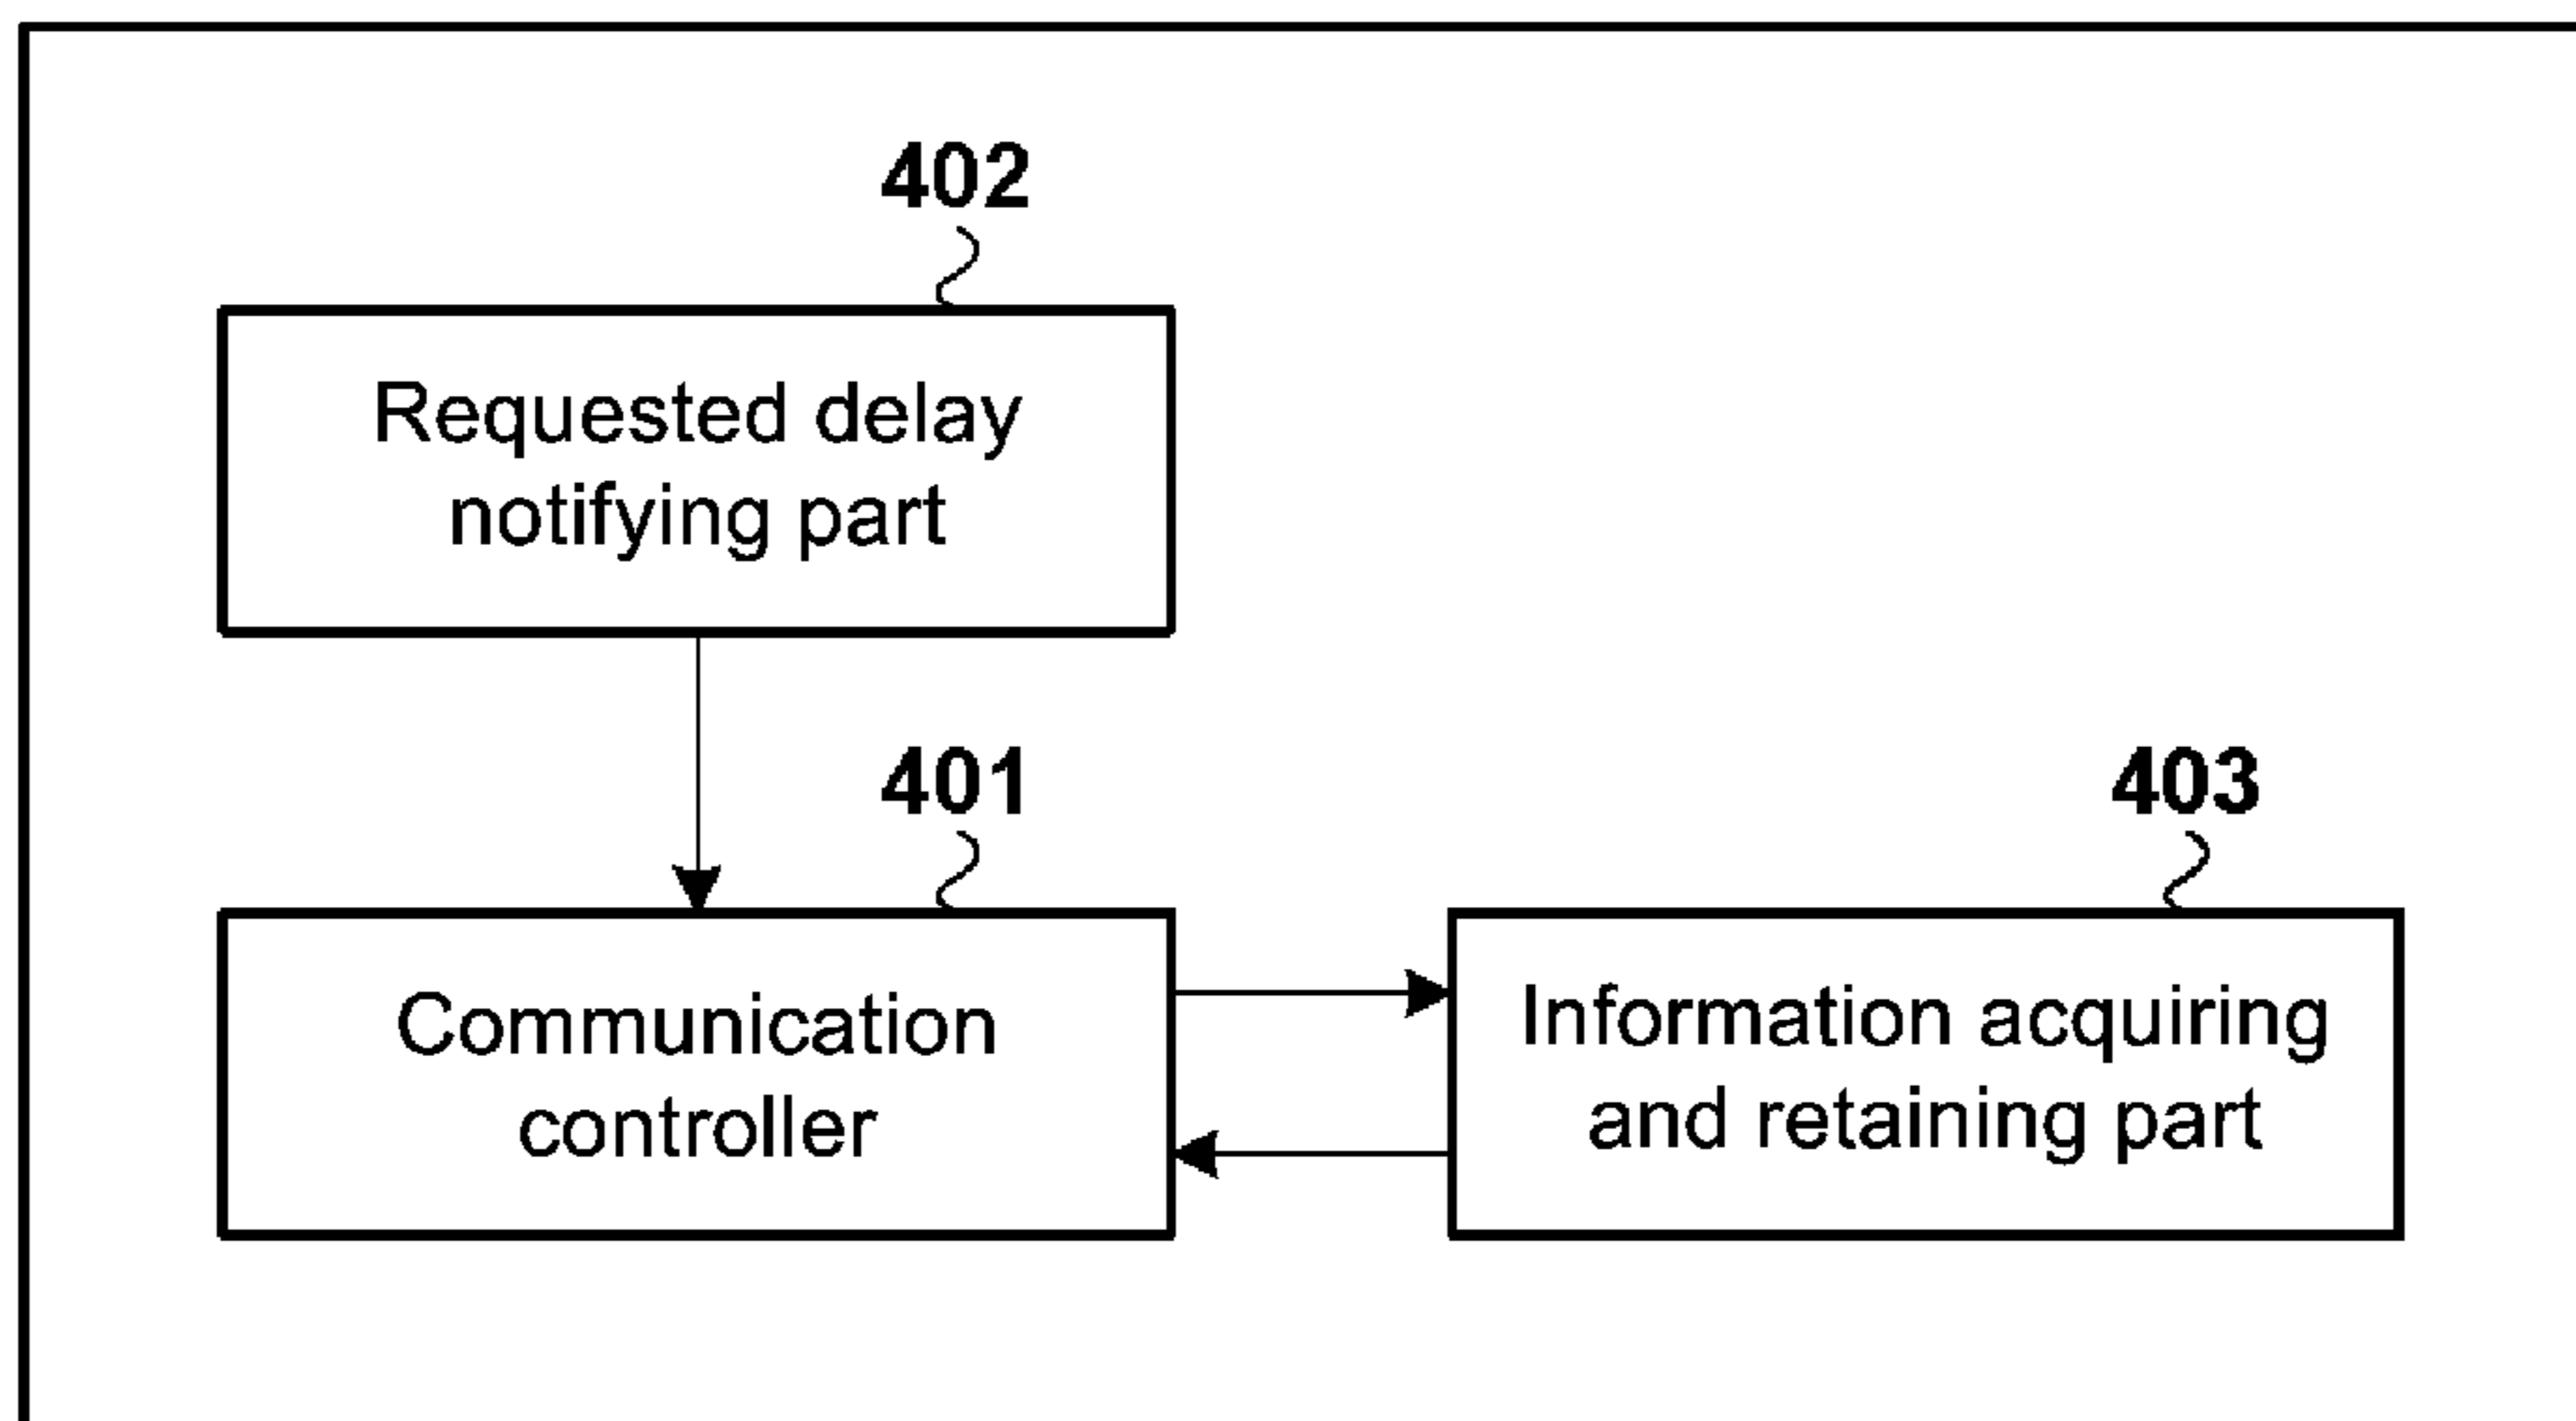 402
Requested delay
notifying part
401
Communication
controller
403
Information acquiring
and retaining part